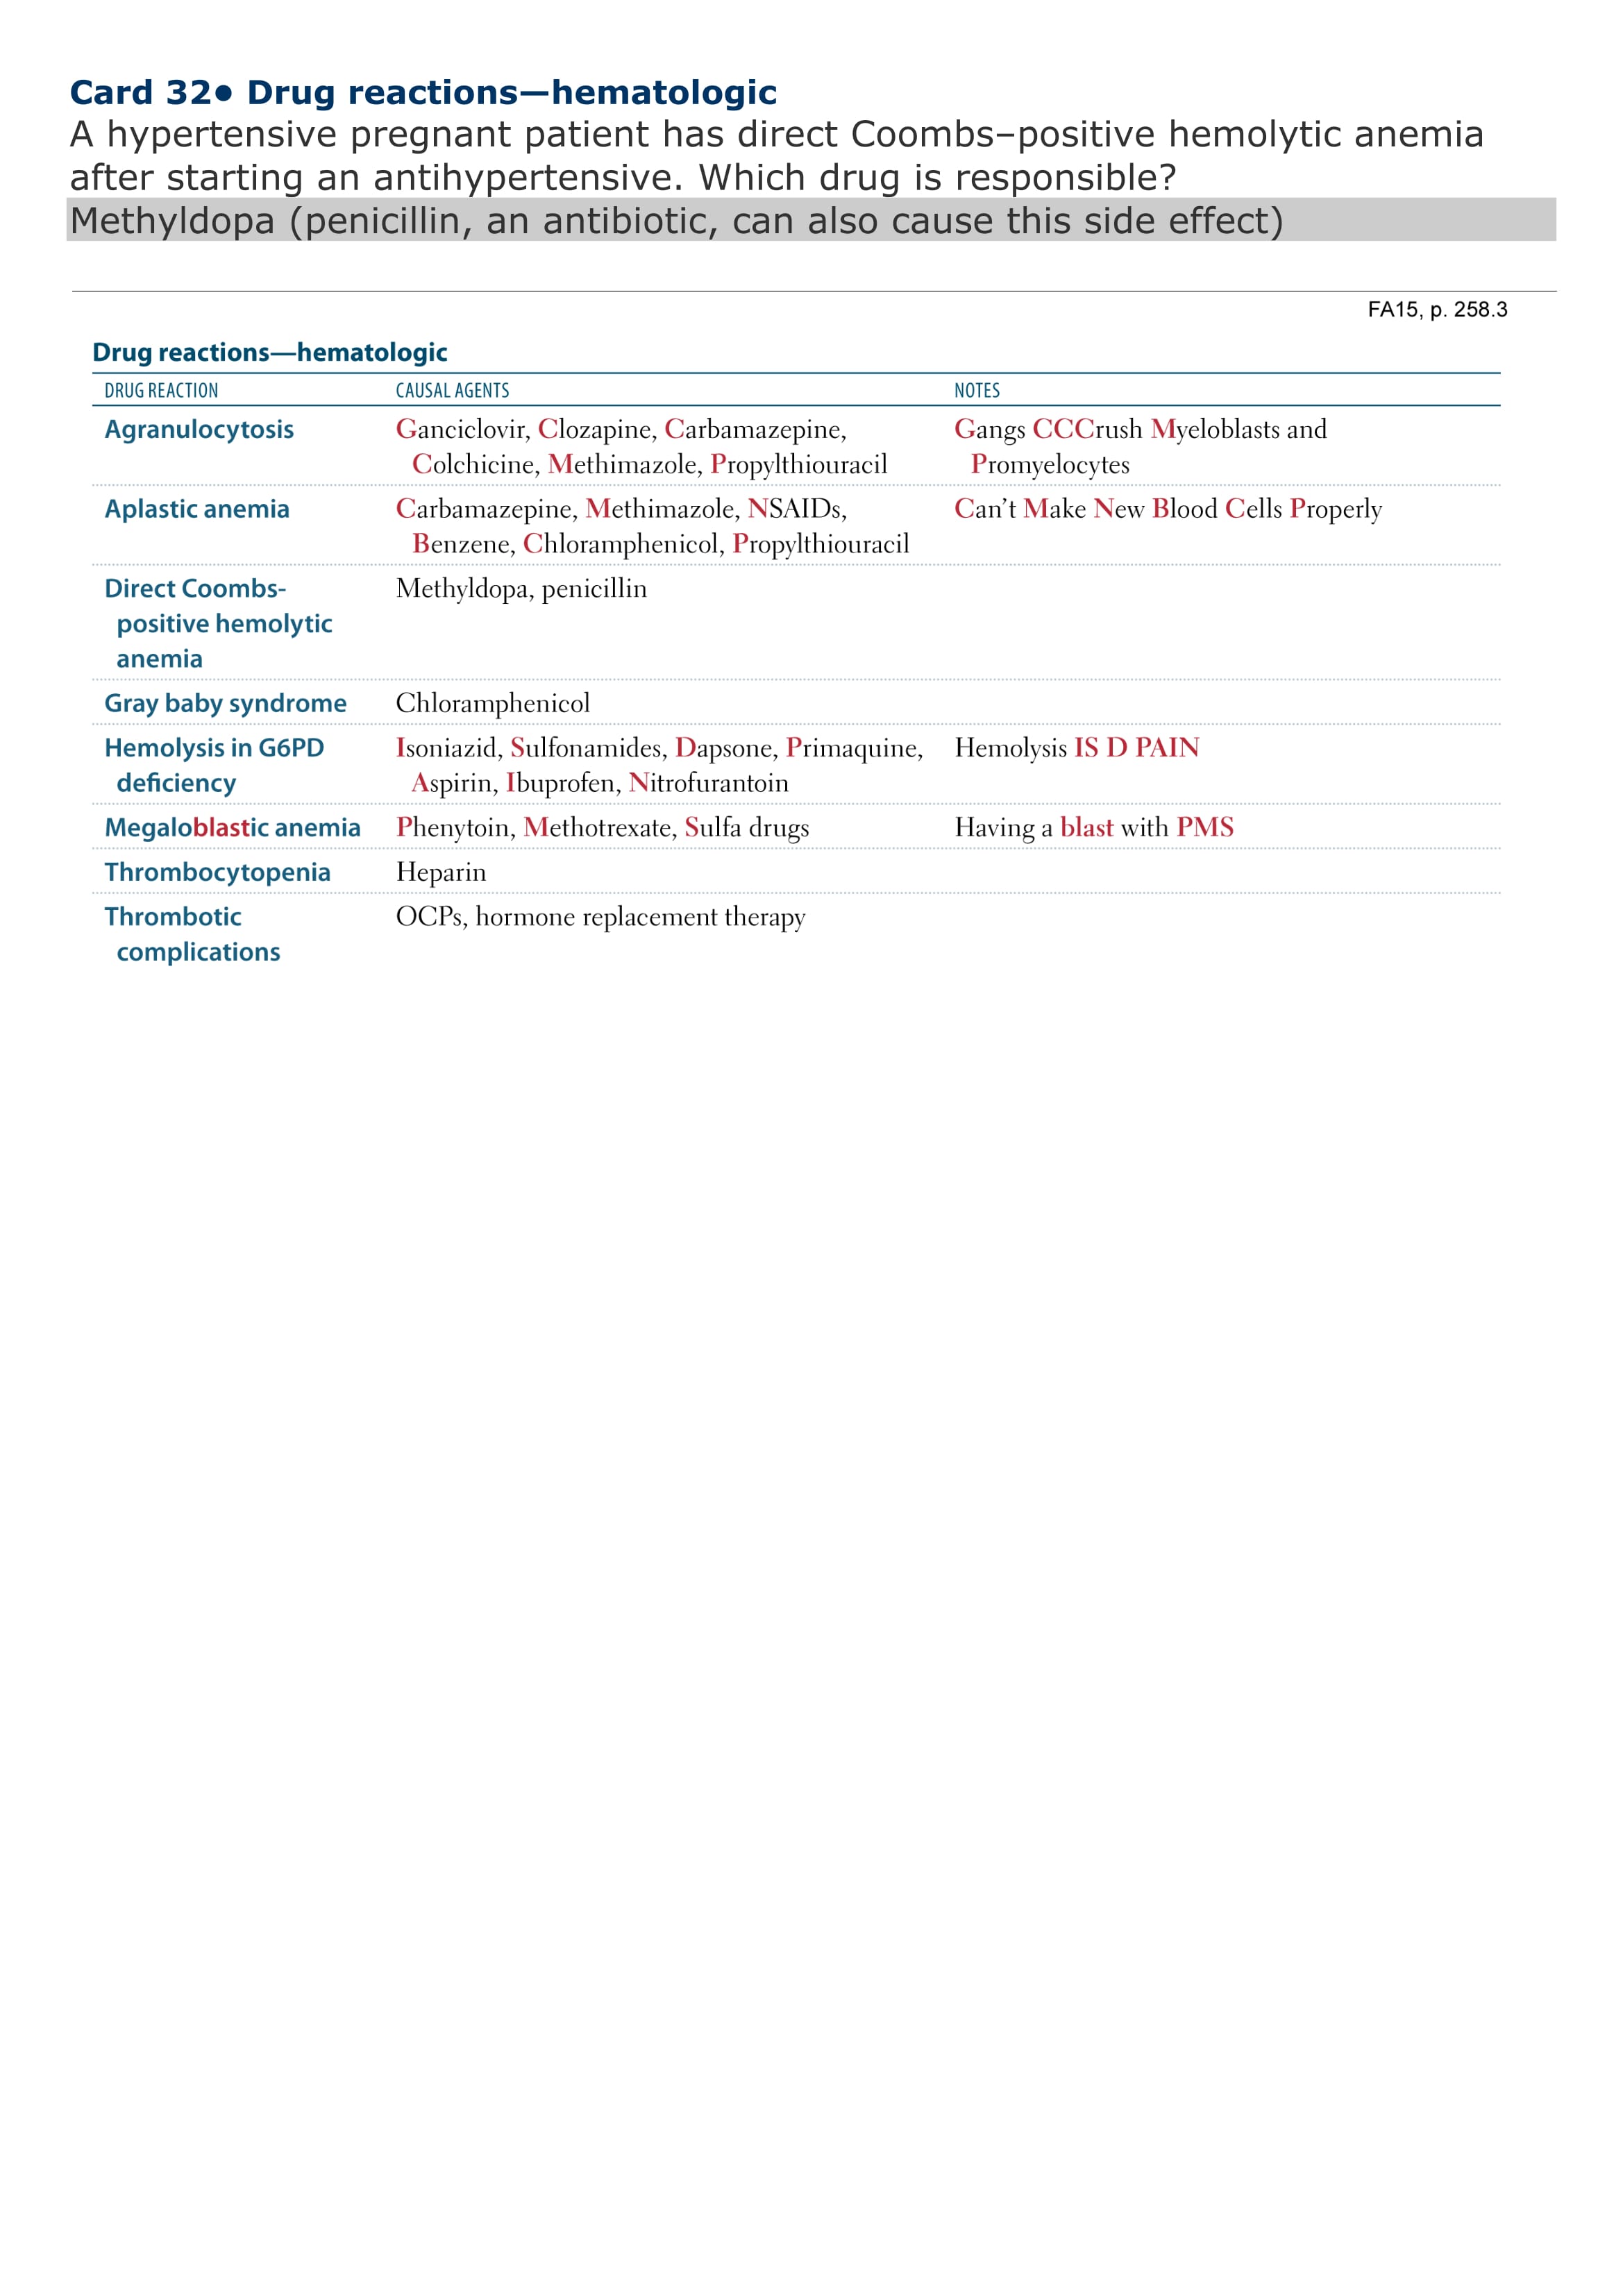 Card 32● Drug reactions—hematologic
A hypertensive pregnant patient has direct Coombs–positive hemolytic anemia
after starting an antihypertensive. Which drug is responsible?
Methyldopa (penicillin, an antibiotic, can also cause this side effect)
FA15, p. 258.3
Drug reactions—hematologic
DRUG REACTION CAUSAL AGENTS NOTES
Agranulocytosis Ganciclovir, Clozapine, Carbamazepine, Gangs CCCrush Myeloblasts and
Colchicine, Methimazole, Propylthiouracil Promyelocytes
Aplastic anemia Carbamazepine, Methimazole, NSAIDs, Can’t Make New Blood Cells Properly
Benzene, Chloramphenicol, Propylthiouracil
Direct Coombs- Methyldopa, penicillin
positive hemolytic
anemia
Gray baby syndrome Chloramphenicol
Hemolysis in G6PD Isoniazid, Sulfonamides, Dapsone, Primaquine, Hemolysis IS D PAIN
deficiency Aspirin, Ibuprofen, Nitrofurantoin
Megaloblastic anemia Phenytoin, Methotrexate, Sulfa drugs Having a blast with PMS
Thrombocytopenia Heparin
Thrombotic OCPs, hormone replacement therapy
complications